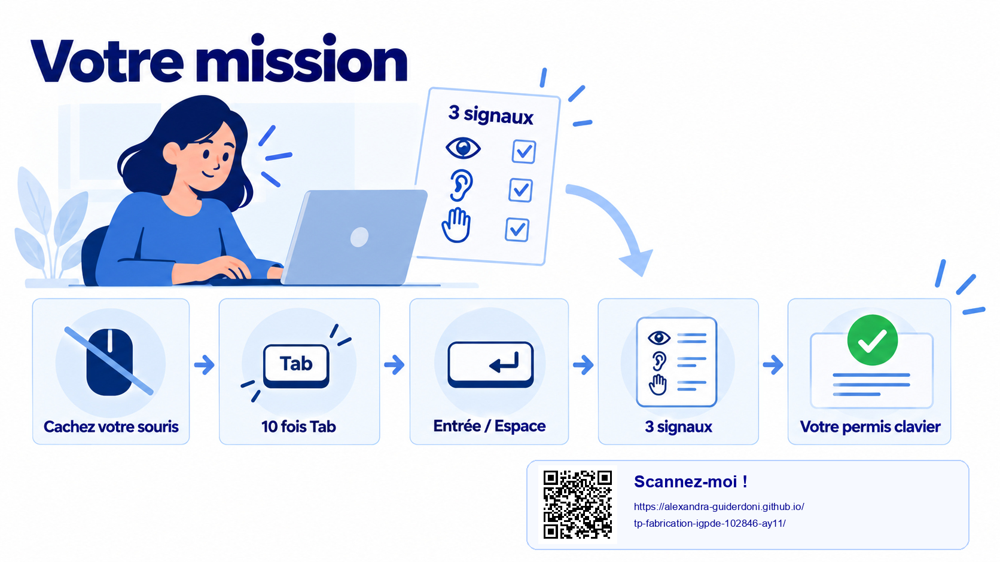 Votre mission
3 signaux
Tab
Cachez votre souris
10 fois Tab
Entrée / Espace
3 signaux
Votre permis clavier
Scannez-moi !
https://alexandra-guiderdoni.github.io/
tp-fabrication-igpde-102846-ay11/